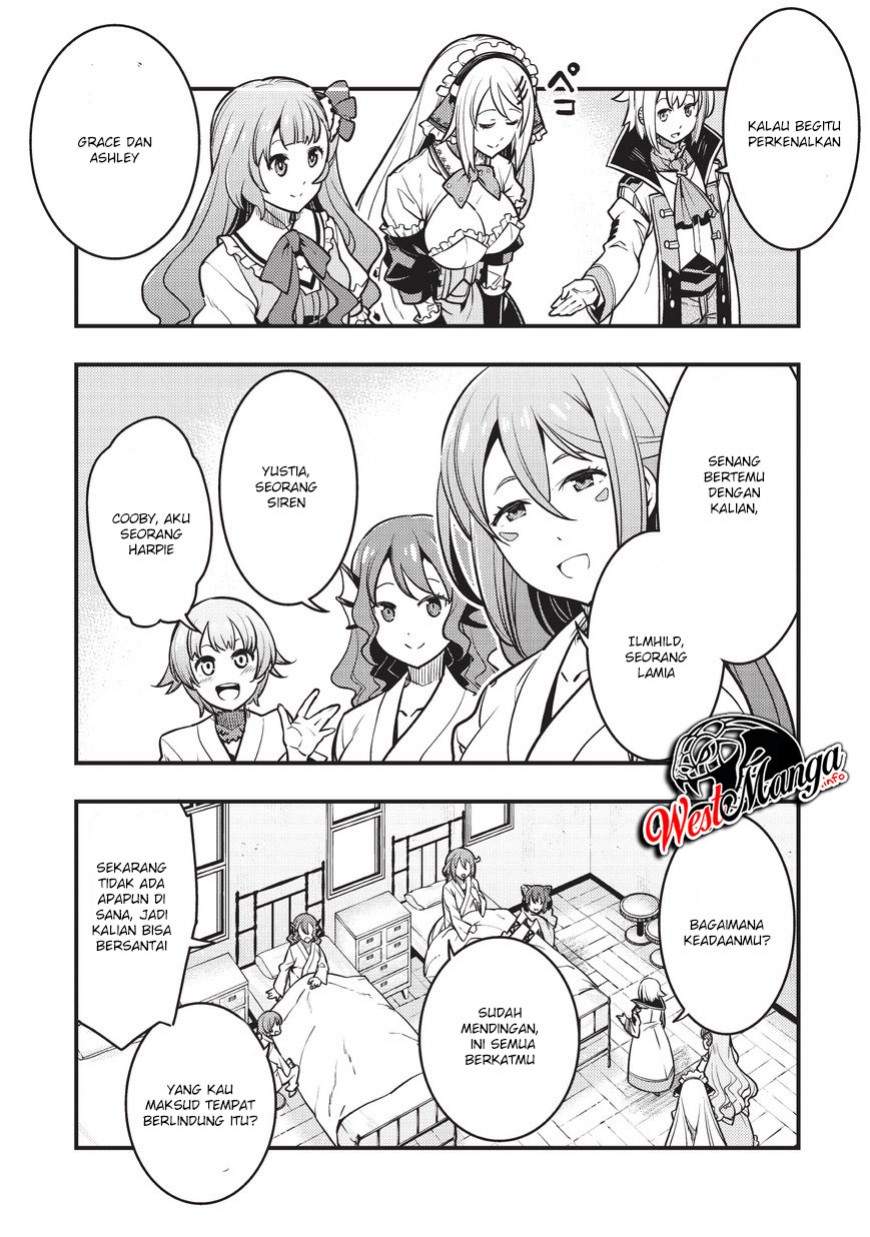 KALAU BEGITU
PERKENALKAN
ペコ
GRACE DAN
ASHLEY
SENANG
BERTEMU
DENGAN
KALIAN,
ILMHILD,
SEORANG
LAMIA
YUSTIA,
SEORANG
SIREN
COOBY, AKU
SEORANG
HARPIE
WestManga
.info
BAGAIMANA
KEADAANMU?
SUDAH
MENDINGAN,
INI SEMUA
BERKATMU
SEKARANG
TIDAK ADA
APAPUN DI
SANA, JADI
KALIAN BISA
BERSANTAI
YANG KAU
MAKSUD TEMPAT
BERLINDUNG ITU?